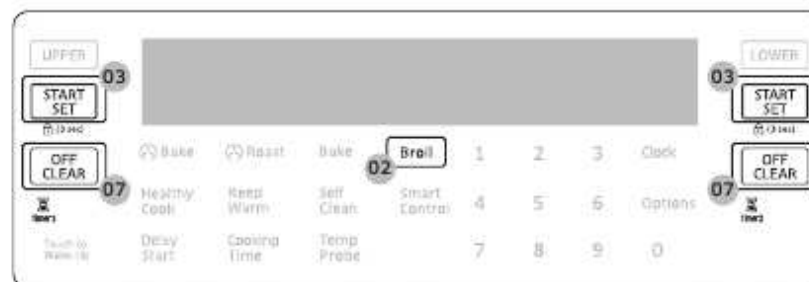 UPPER
LOWER
03
03
START
SET
START
SET
(3 sec)
(3 sec)
OFF
CLEAR
Bake
Roast
Bake
Broil
1
2
3
Clock
OFF
CLEAR
02
07
07
Healthy
Cook
Keep
Warm
Self
Clean
Smart
Control
4
5
6
Options
Delay
Start
Cooking
Time
Temp
Probe
7
8
9
0